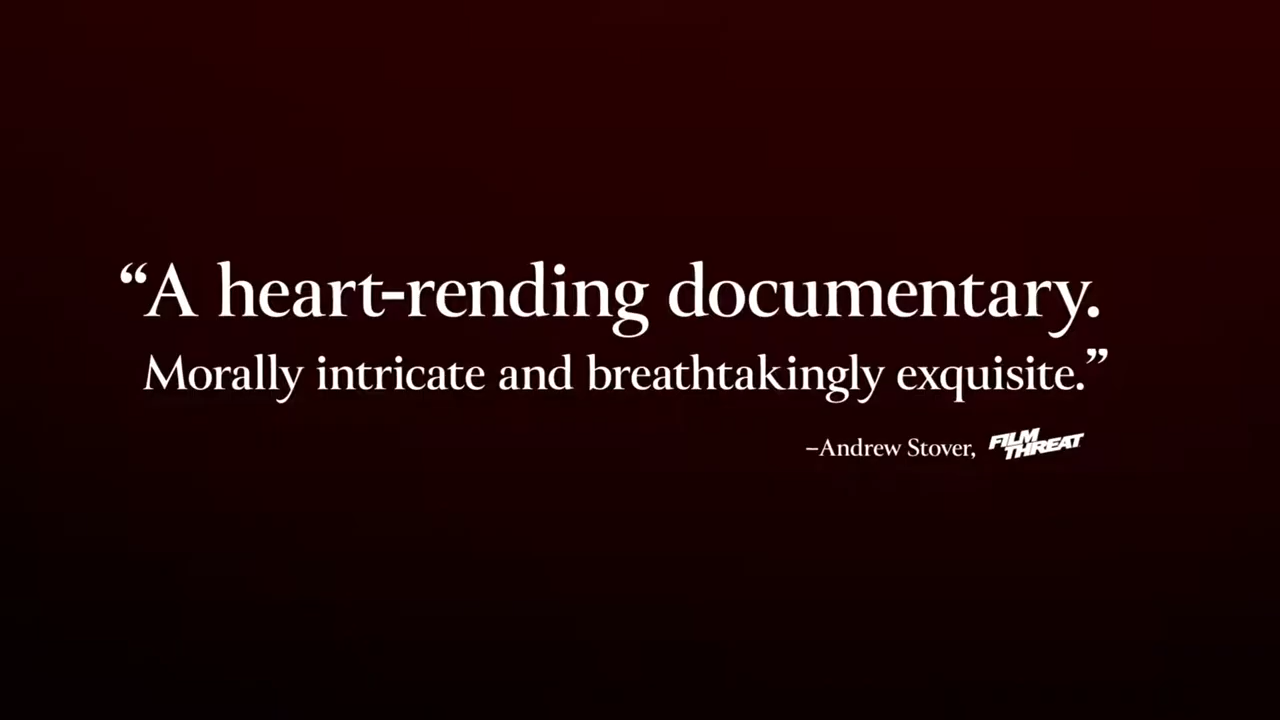 “A heart-rending documentary.
Morally intricate and breathtakingly exquisite.”
–Andrew Stover, FILM THREAT